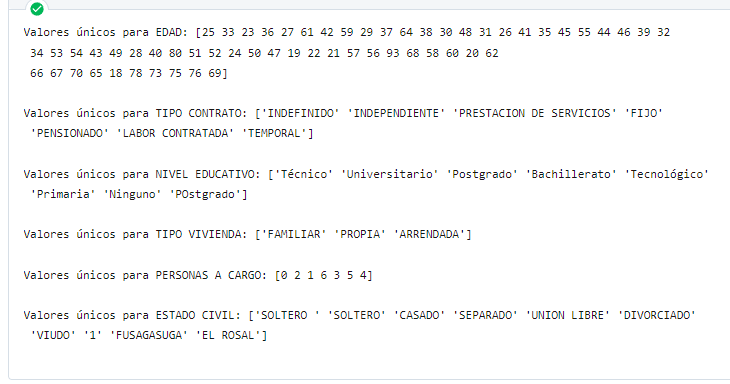 Valores únicos para EDAD: [25 33 23 36 27 61 42 59 29 37 64 38 30 48 31 26 41 35 45 55 44 46 39 32
34 53 54 43 49 28 40 80 51 52 24 50 47 19 22 21 57 56 93 68 58 60 20 62
66 67 70 65 18 78 73 75 76 69]
Valores únicos para TIPO CONTRATO: ['INDEFINIDO' 'INDEPENDIENTE' 'PRESTACION DE SERVICIOS' 'FIJO'
'PENSIONADO' 'LABOR CONTRATADA' 'TEMPORAL']
Valores únicos para NIVEL EDUCATIVO: ['Técnico' 'Universitario' 'Postgrado' 'Bachillerato' 'Tecnológico'
'Primaria' 'Ninguno' 'POstgrado']
Valores únicos para TIPO VIVIENDA: ['FAMILIAR' 'PROPIA' 'ARRENDADA']
Valores únicos para PERSONAS A CARGO: [0 2 1 6 3 5 4]
Valores únicos para ESTADO CIVIL: ['SOLTERO ' 'SOLTERO' 'CASADO' 'SEPARADO' 'UNION LIBRE' 'DIVORCIADO'
'VIUDO' '1' 'FUSAGASUGA' 'EL ROSAL']